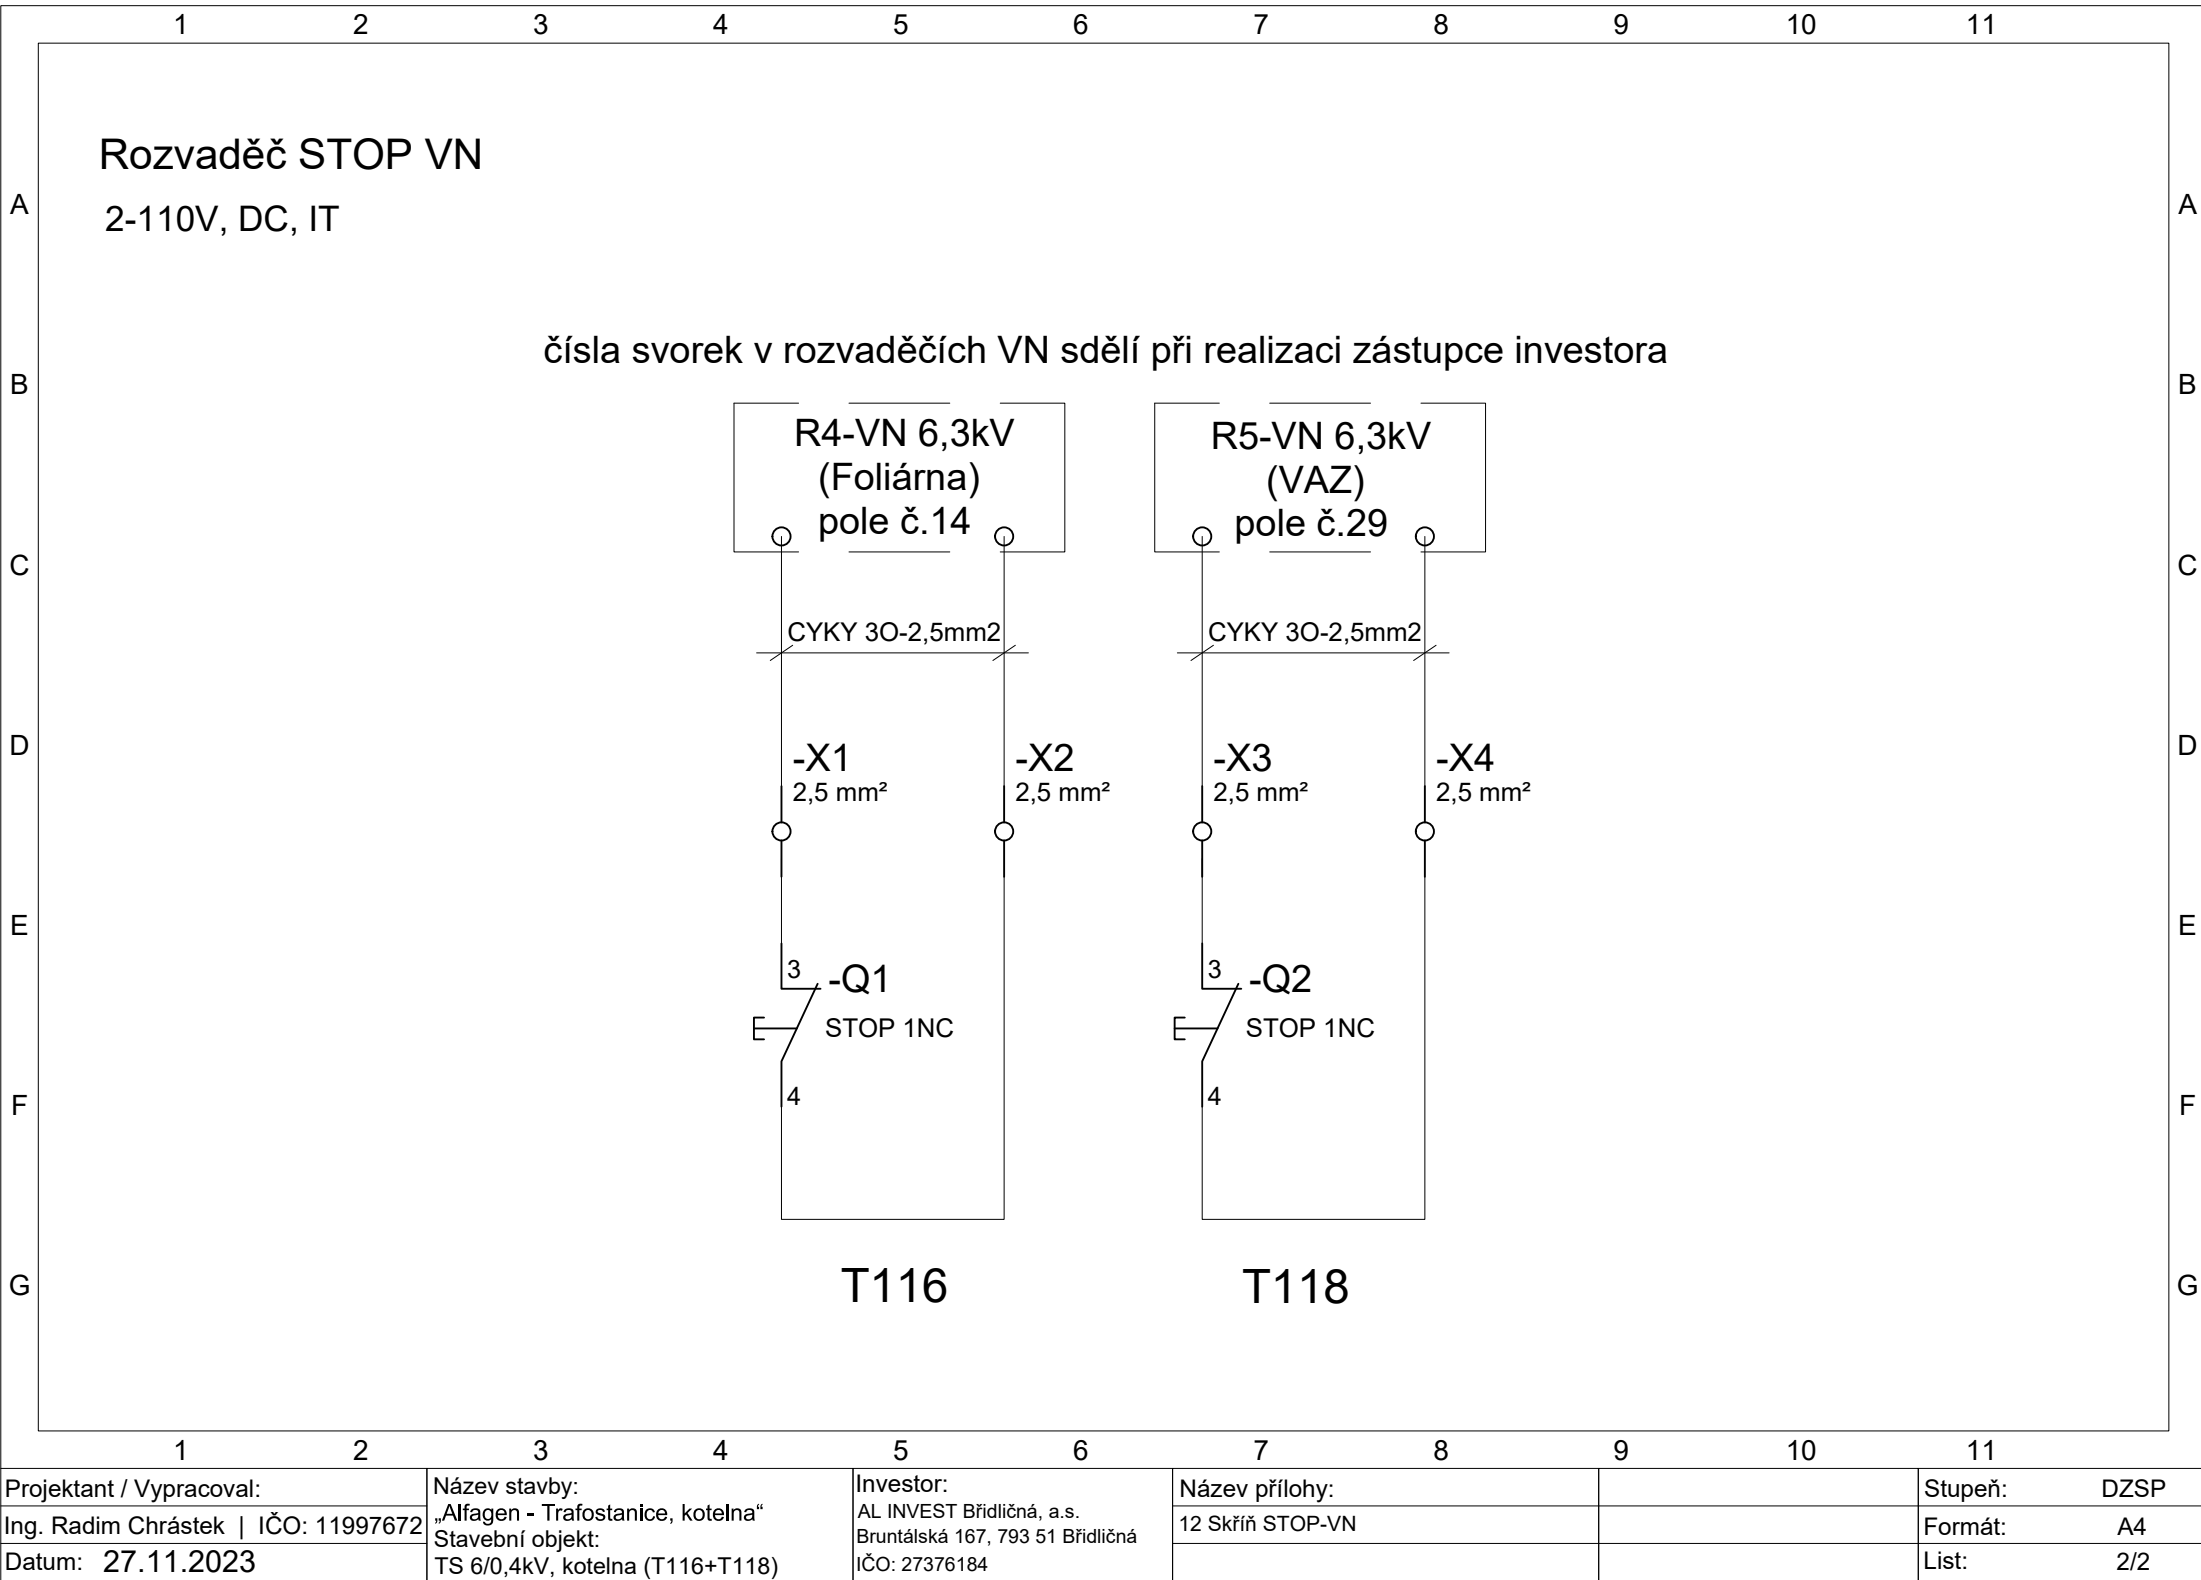 1 2 3 4 5 6 7 8 9 10 11
Rozvaděč STOP VN
A A
2-110V, DC, IT
čísla svorek v rozvaděčích VN sdělí při realizaci zástupce investora
B B
R4-VN 6,3kV
(Foliárna)
pole č.14
R5-VN 6,3kV
(VAZ)
pole č.29
C C
CYKY 3O-2,5mm2 CYKY 3O-2,5mm2
D D
-X1 -X2 -X3 -X4
2,5 mm² 2,5 mm² 2,5 mm² 2,5 mm²
E E
3 -Q1 3 -Q2
STOP 1NC STOP 1NC
4 4
F F
T116 T118
G G
1 2 3 4 5 6 7 8 9 10 11
Projektant / Vypracoval:
Ing. Radim Chrástek | IČO: 11997672
Datum: 27.11.2023
Název stavby:
„Alfagen - Trafostanice, kotelna“
Stavební objekt:
TS 6/0,4kV, kotelna (T116+T118)
Investor:
AL INVEST Břidličná, a.s.
Bruntálská 167, 793 51 Břidličná
IČO: 27376184
Název přílohy:
12 Skříň STOP-VN
Stupeň: DZSP
Formát: A4
List: 2/2